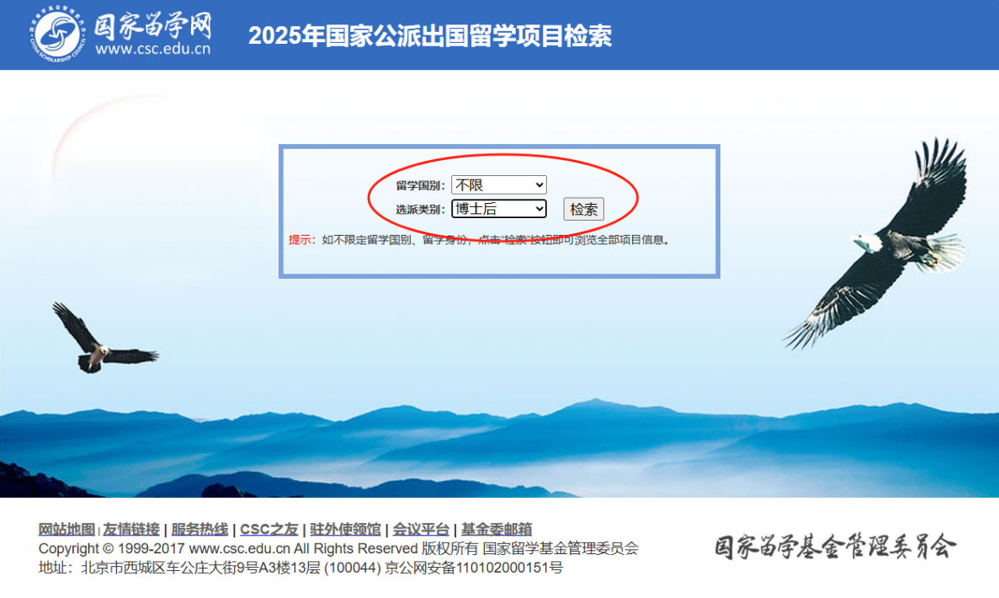 国家留学网
www.csc.edu.cn
CHINA SCHOLARSHIP COUNCIL
2025年国家公派出国留学项目检索
留学国别： 不限
选派类别： 博士后 检索
提示：如不限定留学国别、留学身份，点击“检索”按钮即可浏览全部项目信息。
网站地图 | 友情链接 | 服务热线 | CSC之友 | 驻外使领馆 | 会议平台 | 基金委邮箱
Copyright © 1999-2017 www.csc.edu.cn All Rights Reserved 版权所有 国家留学基金管理委员会
地址：北京市西城区车公庄大街9号A3楼13层 (100044) 京公网安备110102000151号
国家留学基金管理委员会